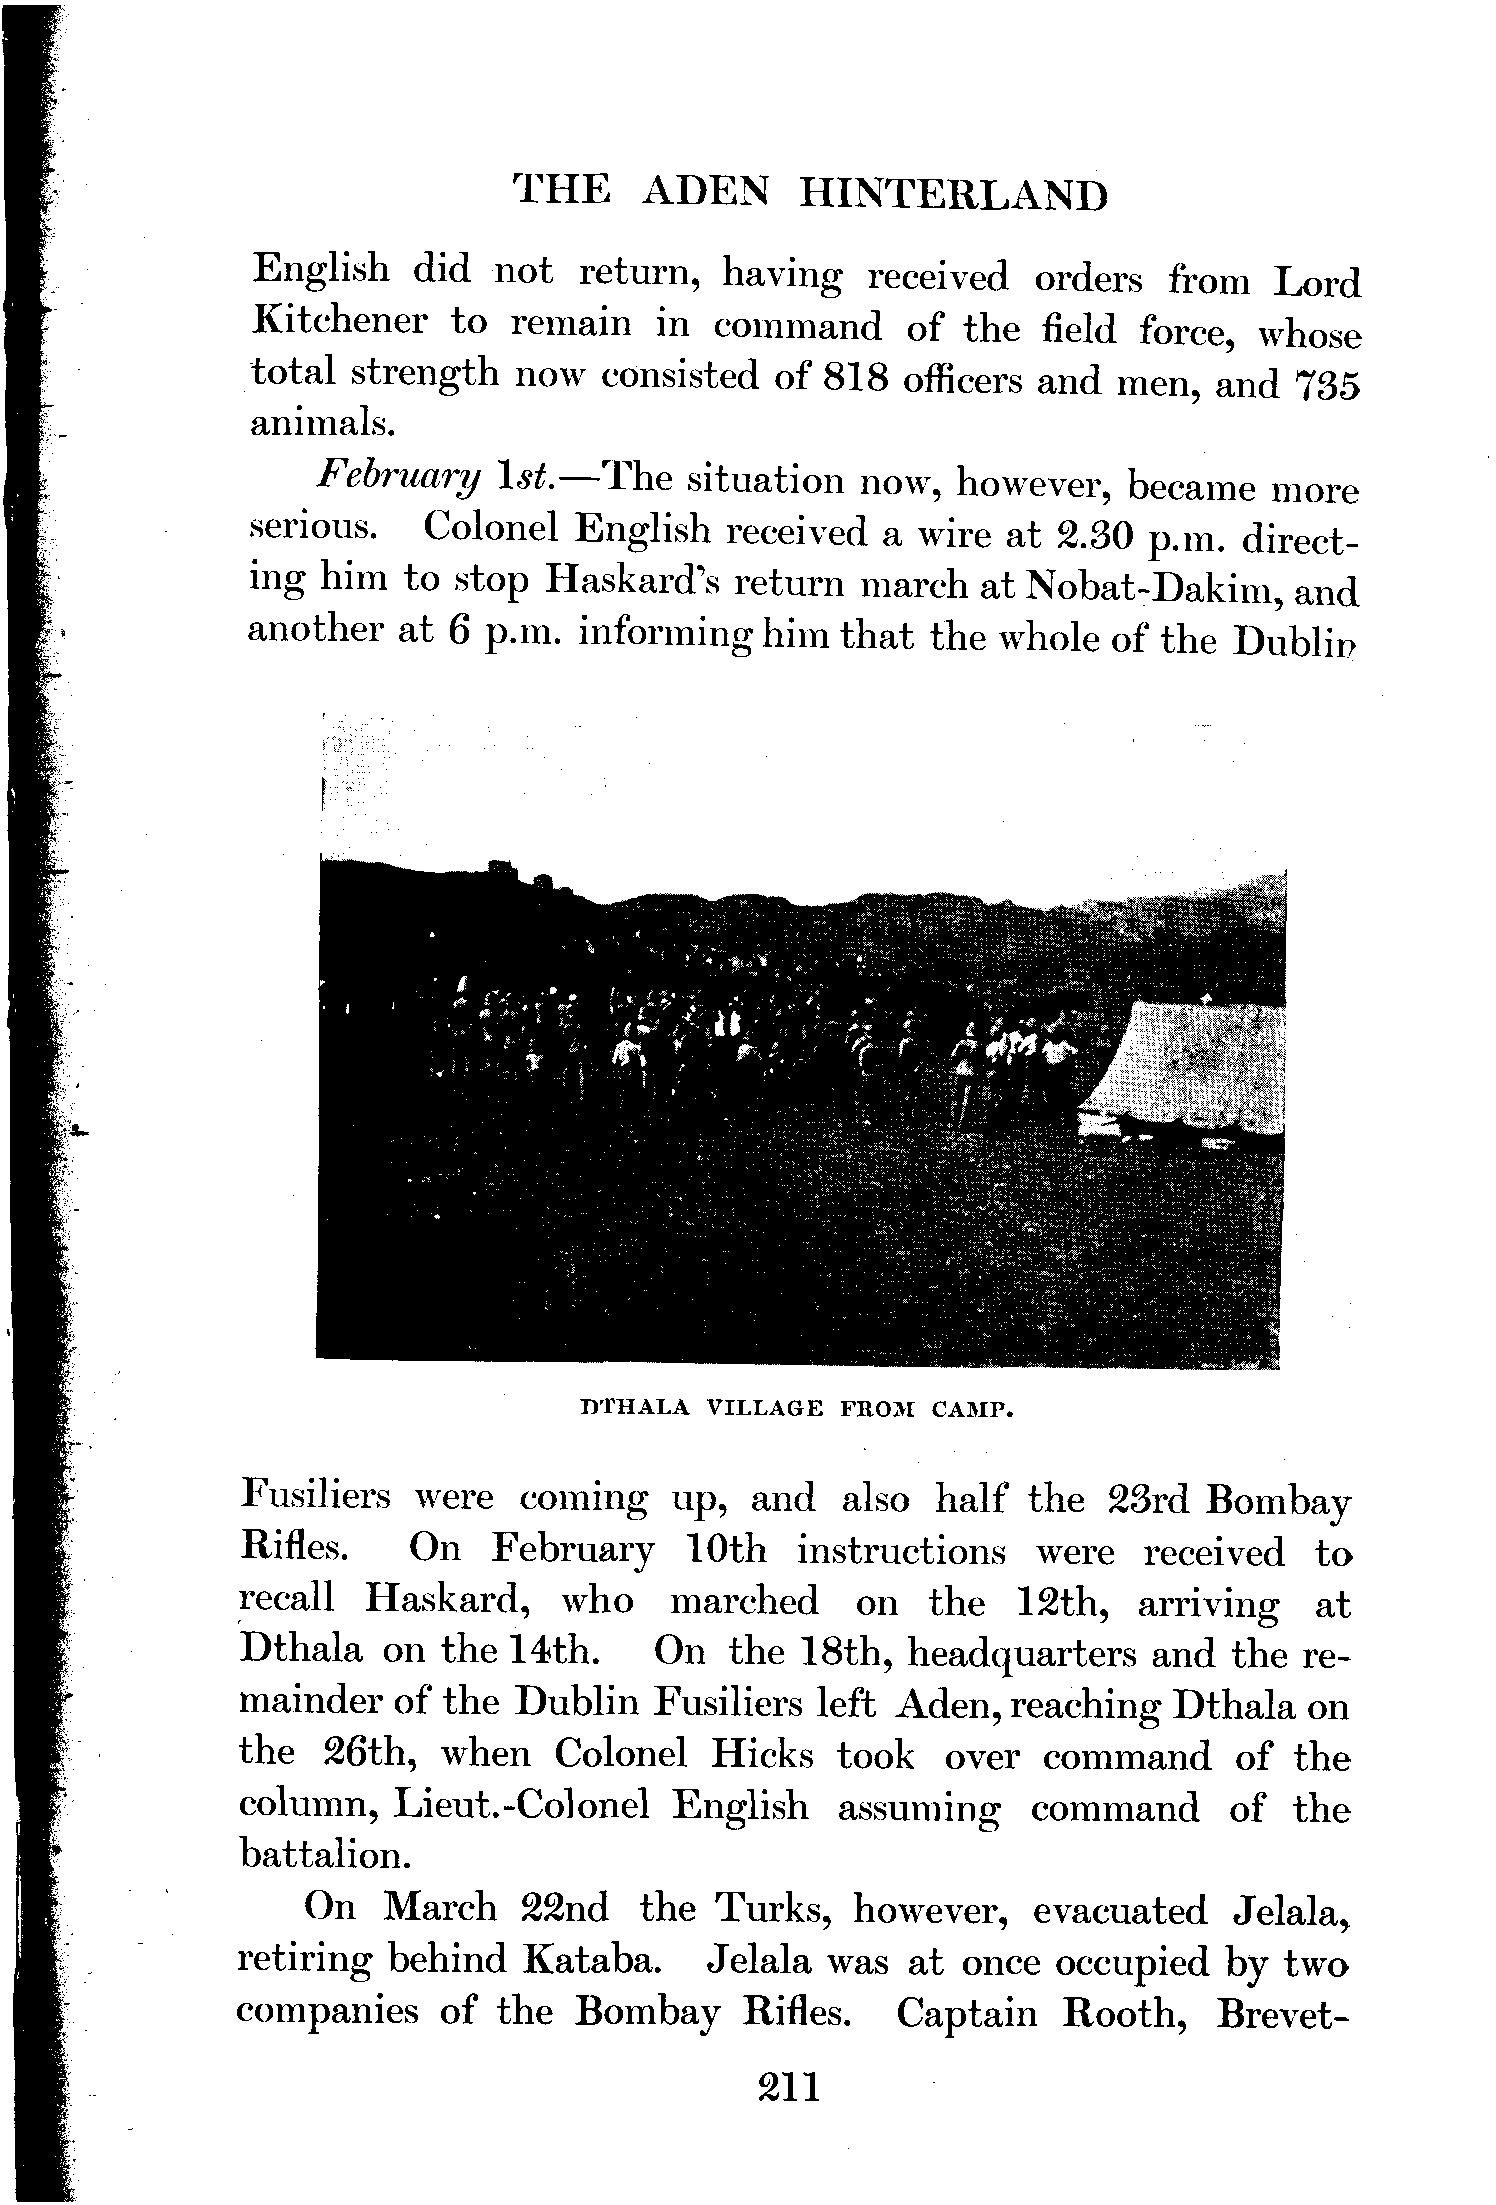 THE ADEN HINTERLAND
English did not return, having received orders from Lord
Kitchener to remain in command of the field force, whose
total strength now consisted of 818 officers and men, and 735
animals.
February 1st.—The situation now, however, became more
serious. Colonel English received a wire at 2.30 p.m. direct-
ing him to stop Haskard's return march at Nobat-Dakim, and
another at 6 p.m. informing him that the whole of the Dublin
DTHALA VILLAGE FROM CAMP.
Fusiliers were coming up, and also half the 23rd Bombay
Rifles. On February 10th instructions were received to
recall Haskard, who marched on the 12th, arriving at
Dthala on the 14th. On the 18th, headquarters and the re-
mainder of the Dublin Fusiliers left Aden, reaching Dthala on
the 26th, when Colonel Hicks took over command of the
column, Lieut.-Colonel English assuming command of the
battalion.
On March 22nd the Turks, however, evacuated Jelala,
retiring behind Kataba. Jelala was at once occupied by two
companies of the Bombay Rifles. Captain Rooth, Brevet-
211